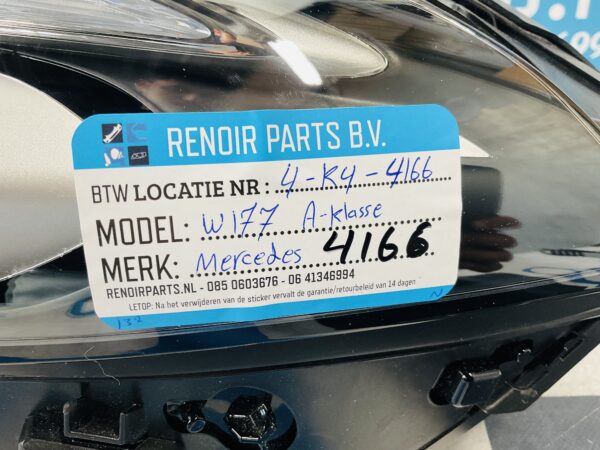 RENOIR PARTS B.V.
BTW LOCATIE NR : 4-K4-4166
MODEL: W177 A-klasse
MERK: Mercedes 4166
RENOIRPARTS.NL - 085 0603676 - 06 41346994
LETOP: Na het verwijderen van de sticker vervalt de garantie/retourbeleid van 14 dagen